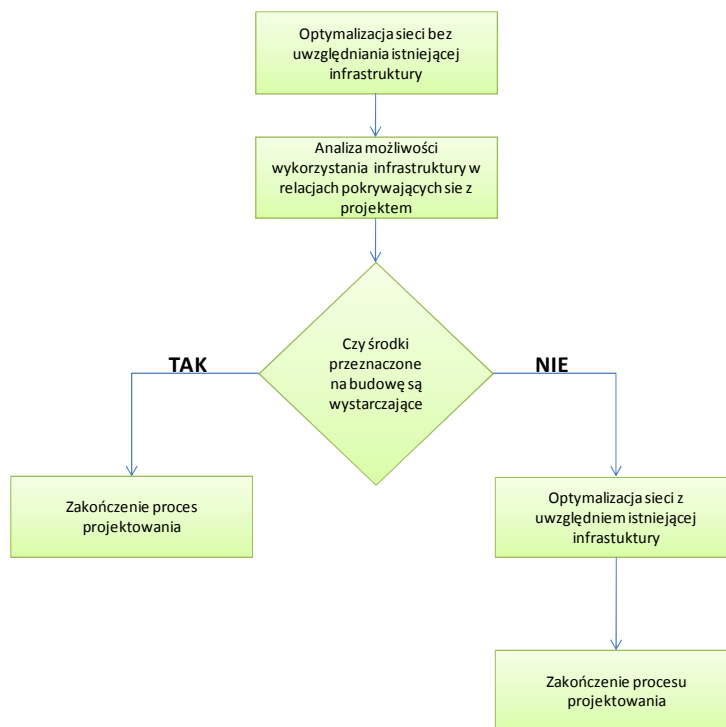 Optymalizacja sieci bez
uwzględniania istniejącej
infrastruktury
Analiza możliwości
wykorzystania infrastruktury w
relacjach pokrywających sie z
projektem
Czy środki
przeznaczone
na budowę są
wystarczające
TAK
NIE
Zakończenie proces
projektowania
Optymalizacja sieci z
uwzględniem istniejącej
infrastuktury
Zakończenie procesu
projektowania